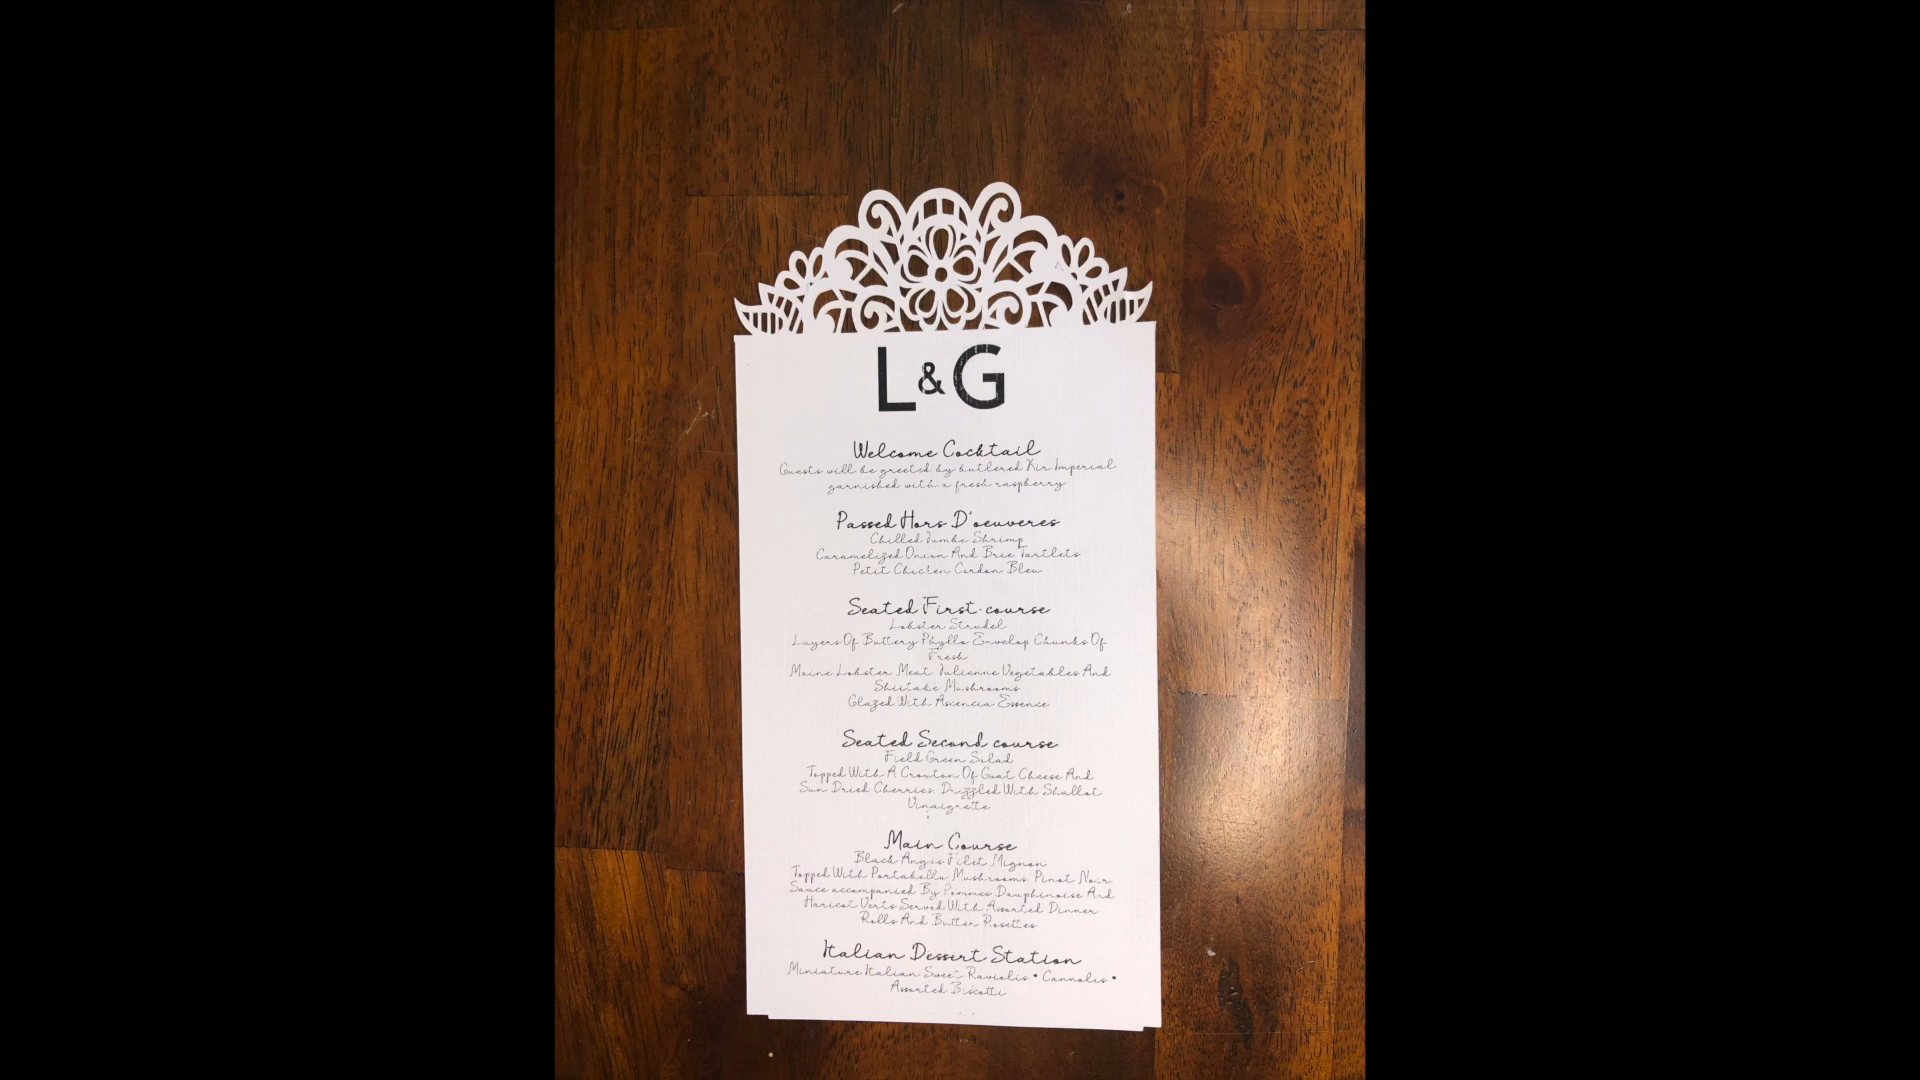 L & G
Welcome Cocktail
Guests will be greeted by butlered Kir Imperial
garnished with a fresh raspberry
Passed Hors D'oeuveres
Chilled Jumbo Shrimp
Caramelized Onion And Brie Tartlets
Petit Chicken Cordon Bleu
Seated First course
Lobster Strudel
Layers Of Buttery Phyllo Envelop Chunks Of
Fresh
Maine Lobster Meat Julienne Vegetables And
Shiitake Mushrooms
Glazed With Ascencia Essence
Seated Second course
Field Green Salad
Topped With A Crouton Of Goat Cheese And
Sun Dried Cherries Drizzled With Shallot
Vinaigrette
Main Course
Black Angus Filet Mignon
Topped With Portabello Mushrooms Pinot Noir
Sauce accompanied By Pommes Dauphinoise And
Haricot Verts Served With Assorted Dinner
Rolls And Butter Rosettes
Italian Dessert Station
Miniature Italian Sweet Raviolis • Cannolis •
Assorted Biscotti